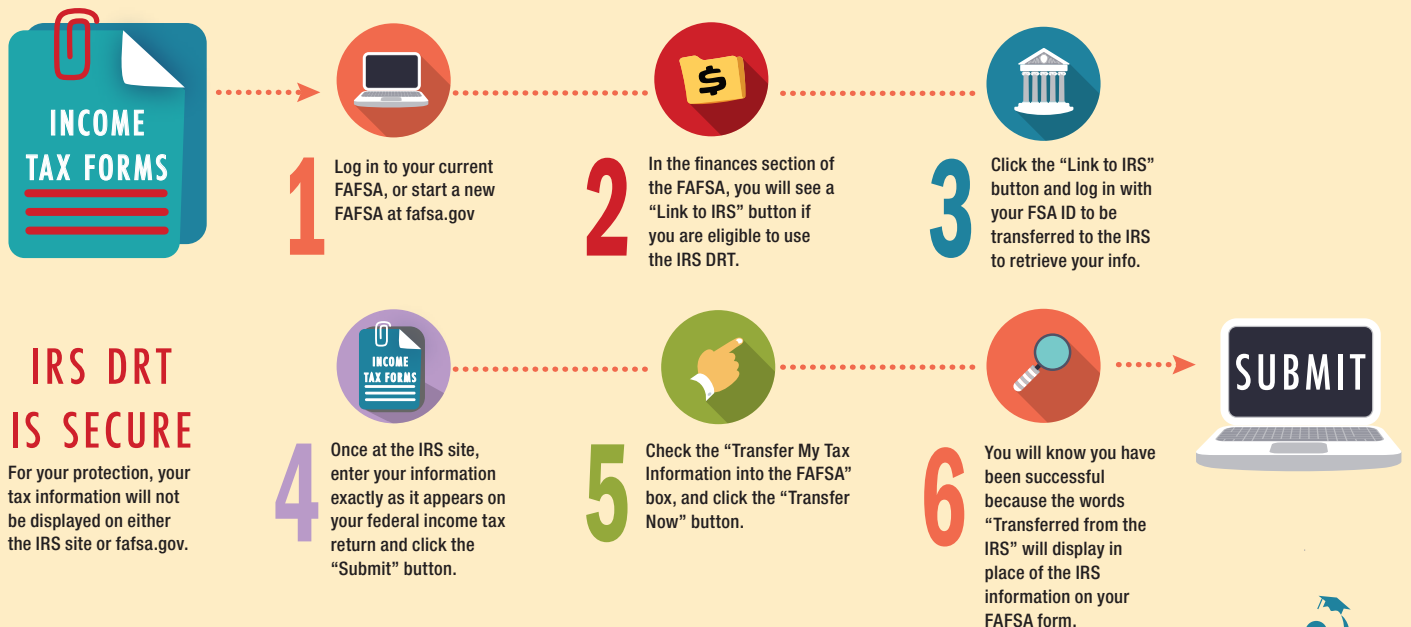 INCOME
TAX FORMS
1
Log in to your current
FAFSA, or start a new
FAFSA at fafsa.gov
2
In the finances section of
the FAFSA, you will see a
“Link to IRS” button if
you are eligible to use
the IRS DRT.
3
Click the “Link to IRS”
button and log in with
your FSA ID to be
transferred to the IRS
to retrieve your info.
IRS DRT
IS SECURE
For your protection, your
tax information will not
be displayed on either
the IRS site or fafsa.gov.
INCOME
TAX FORMS
4
Once at the IRS site,
enter your information
exactly as it appears on
your federal income tax
return and click the
“Submit” button.
5
Check the “Transfer My Tax
Information into the FAFSA”
box, and click the “Transfer
Now” button.
6
You will know you have
been successful
because the words
“Transferred from the
IRS” will display in
place of the IRS
information on your
FAFSA form.
SUBMIT